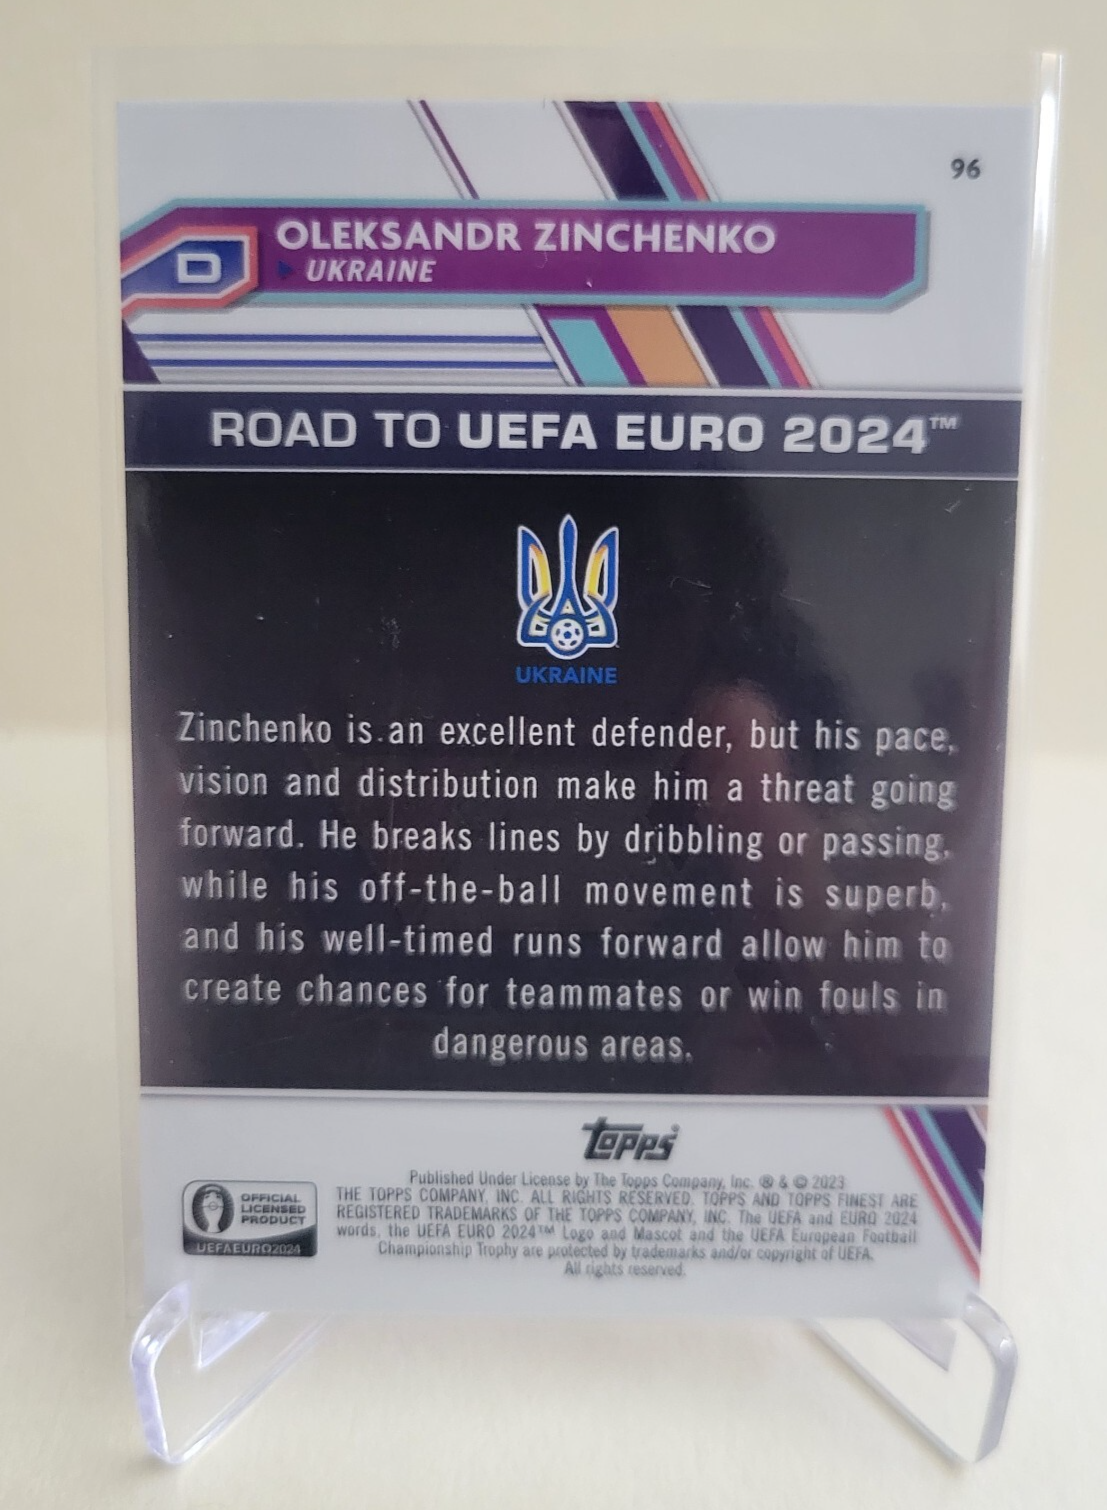 96
OLEKSANDR ZINCHENKO
D
UKRAINE
ROAD TO UEFA EURO 2024™
UKRAINE
Zinchenko is an excellent defender, but his pace,
vision and distribution make him a threat going
forward. He breaks lines by dribbling or passing,
while his off-the-ball movement is superb,
and his well-timed runs forward allow him to
create chances for teammates or win fouls in
dangerous areas.
Topps
Published Under License by The Topps Company, Inc. ® & © 2023
THE TOPPS COMPANY, INC. ALL RIGHTS RESERVED. TOPPS AND TOPPS FINEST ARE
REGISTERED TRADEMARKS OF THE TOPPS COMPANY, INC. The UEFA and EURO 2024
words, the UEFA EURO 2024™ Logo and Mascot and the UEFA European Football
Championship Trophy are protected by trademarks and/or copyright of UEFA.
All rights reserved.
OFFICIAL
LICENSED
PRODUCT
UEFAEURO2024